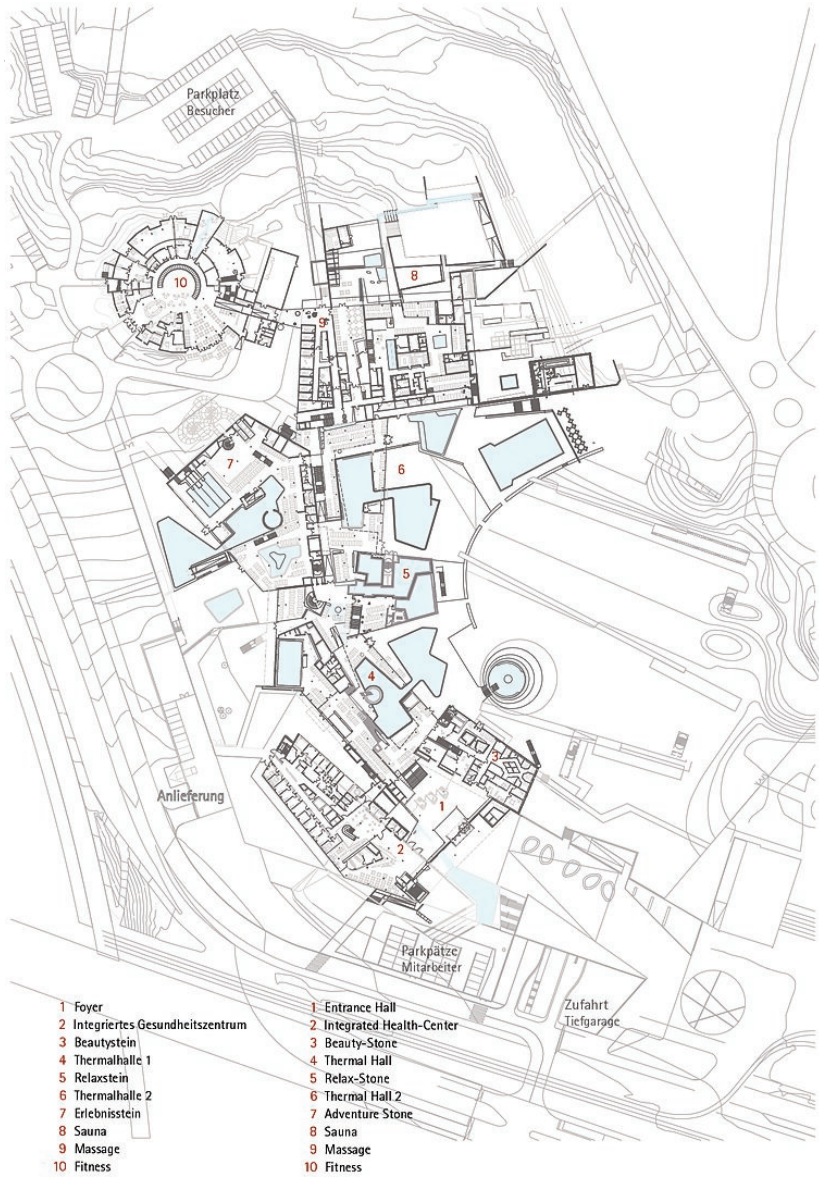 Parkplatz
Besucher
10
8
9
7
6
5
4
3
1
2
Anlieferung
Parkpätze
Mitarbeiter
Zufahrt
Tiefgarage
1 Foyer
2 Integriertes Gesundheitszentrum
3 Beautystein
4 Thermalhalle 1
5 Relaxstein
6 Thermalhalle 2
7 Erlebnisstein
8 Sauna
9 Massage
10 Fitness
1 Entrance Hall
2 Integrated Health-Center
3 Beauty-Stone
4 Thermal Hall
5 Relax-Stone
6 Thermal Hall 2
7 Adventure Stone
8 Sauna
9 Massage
10 Fitness